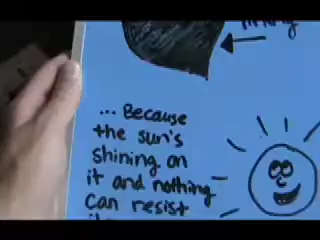 ... Because
the sun's
shining on
it and nothing
can resist